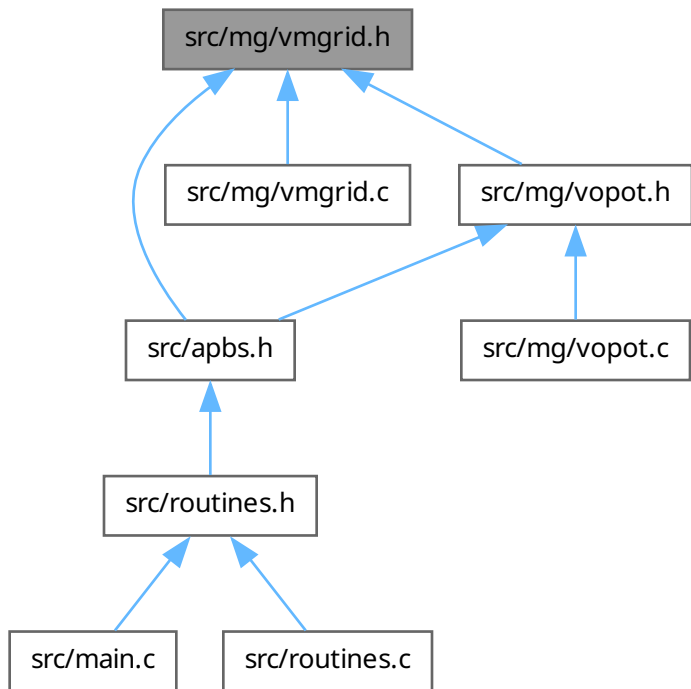 src/mg/vmgrid.h
src/mg/vmgrid.c
src/mg/vopot.h
src/apbs.h
src/mg/vopot.c
src/routines.h
src/main.c
src/routines.c